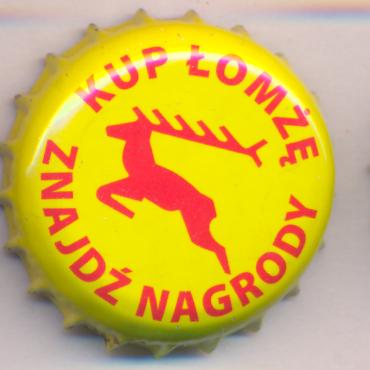 KUP ŁOMŻĘ
ZNAJDŹ NAGRODY